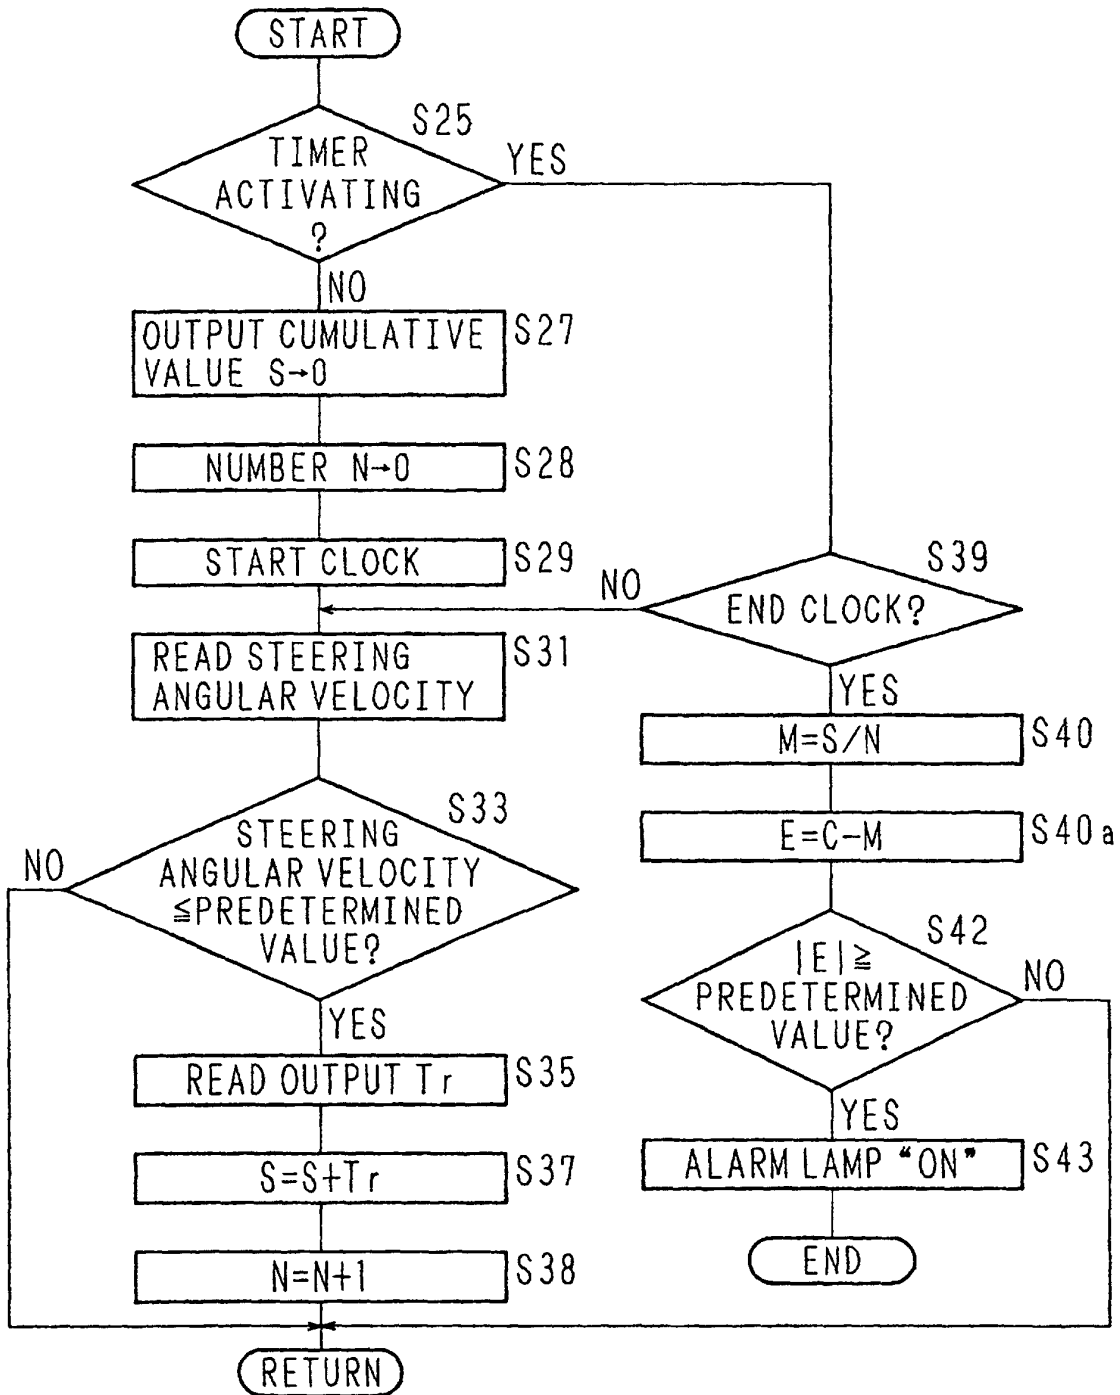 START
S25
TIMER
ACTIVATING
?
YES
NO
OUTPUT CUMULATIVE
VALUE S→0
S27
NUMBER N→0
S28
START CLOCK
S29
S39
NO
END CLOCK?
READ STEERING
ANGULAR VELOCITY
S31
YES
M=S/N
S40
S33
STEERING
ANGULAR VELOCITY
≦PREDETERMINED
VALUE?
NO
E=C-M
S40a
S42
|E|≧
PREDETERMINED
VALUE?
NO
YES
READ OUTPUT Tr
S35
YES
ALARM LAMP “ON”
S43
S=S+Tr
S37
END
N=N+1
S38
RETURN